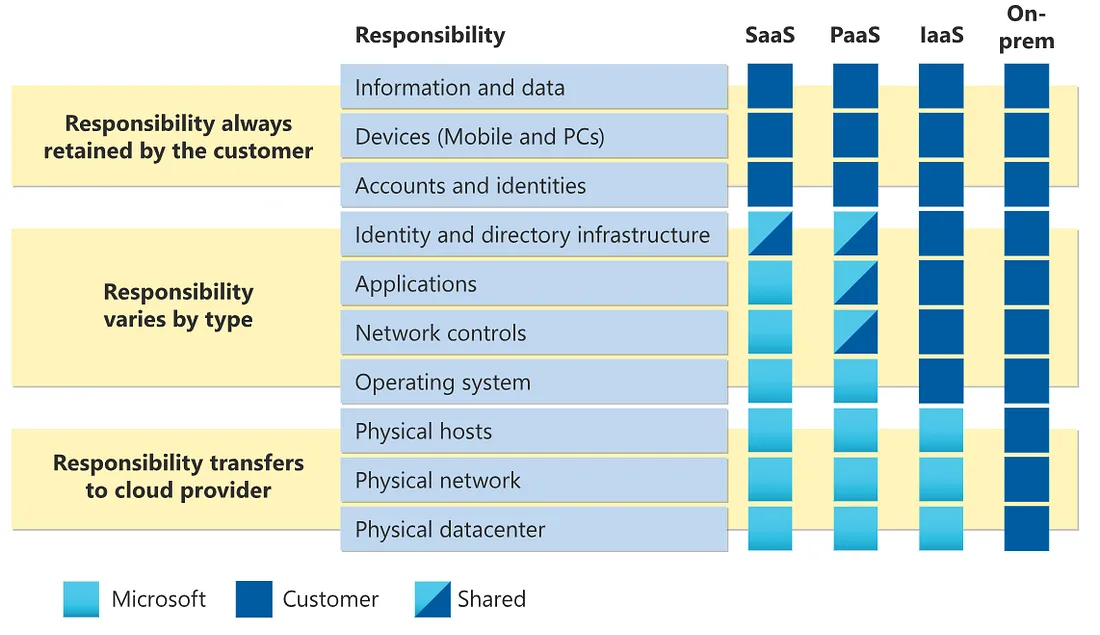 Responsibility SaaS PaaS IaaS On-
prem
Responsibility always
retained by the customer
Information and data
Devices (Mobile and PCs)
Accounts and identities
Responsibility
varies by type
Identity and directory infrastructure
Applications
Network controls
Operating system
Responsibility transfers
to cloud provider
Physical hosts
Physical network
Physical datacenter
Microsoft Customer Shared